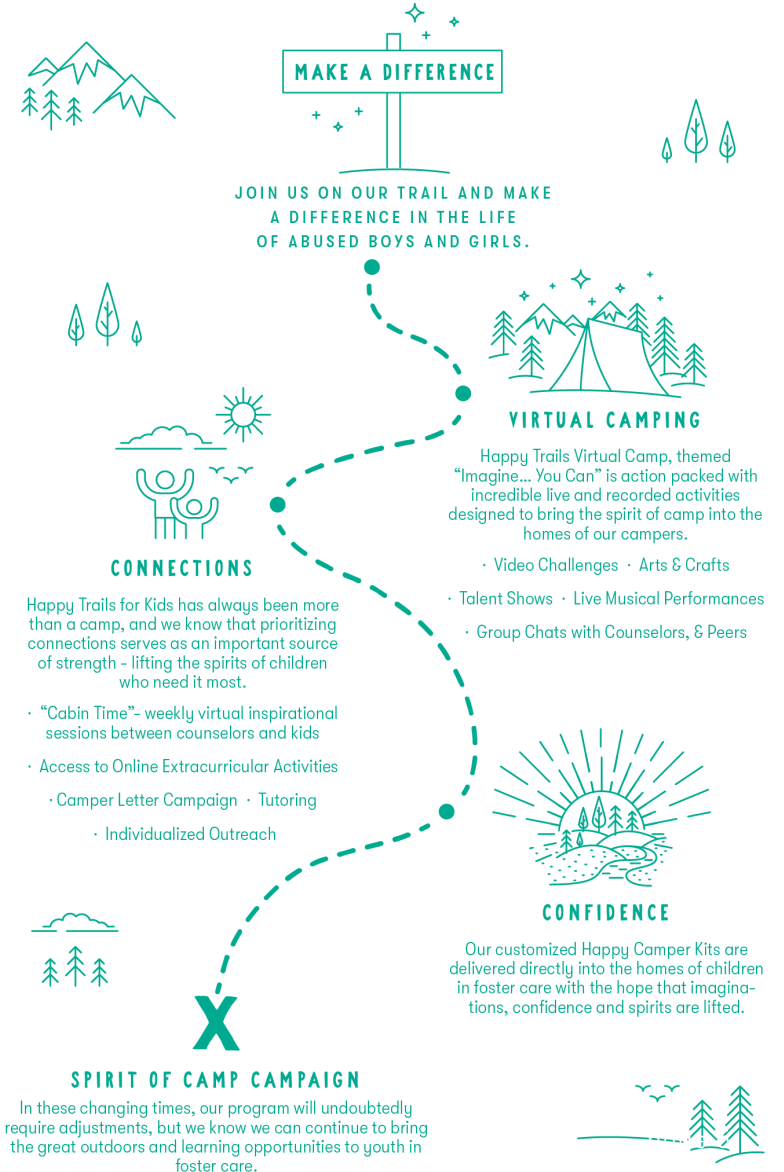 MAKE A DIFFERENCE
JOIN US ON OUR TRAIL AND MAKE
A DIFFERENCE IN THE LIFE
OF ABUSED BOYS AND GIRLS.
VIRTUAL CAMPING
Happy Trails Virtual Camp, themed
“Imagine... You Can” is action packed with
incredible live and recorded activities
designed to bring the spirit of camp into the
homes of our campers.
· Video Challenges · Arts & Crafts
· Talent Shows · Live Musical Performances
· Group Chats with Counselors, & Peers
CONNECTIONS
Happy Trails for Kids has always been more
than a camp, and we know that prioritizing
connections serves as an important source
of strength - lifting the spirits of children
who need it most.
· “Cabin Time”- weekly virtual inspirational
sessions between counselors and kids
· Access to Online Extracurricular Activities
· Camper Letter Campaign · Tutoring
· Individualized Outreach
CONFIDENCE
Our customized Happy Camper Kits are
delivered directly into the homes of children
in foster care with the hope that imagina-
tions, confidence and spirits are lifted.
X
SPIRIT OF CAMP CAMPAIGN
In these changing times, our program will undoubtedly
require adjustments, but we know we can continue to bring
the great outdoors and learning opportunities to youth in
foster care.